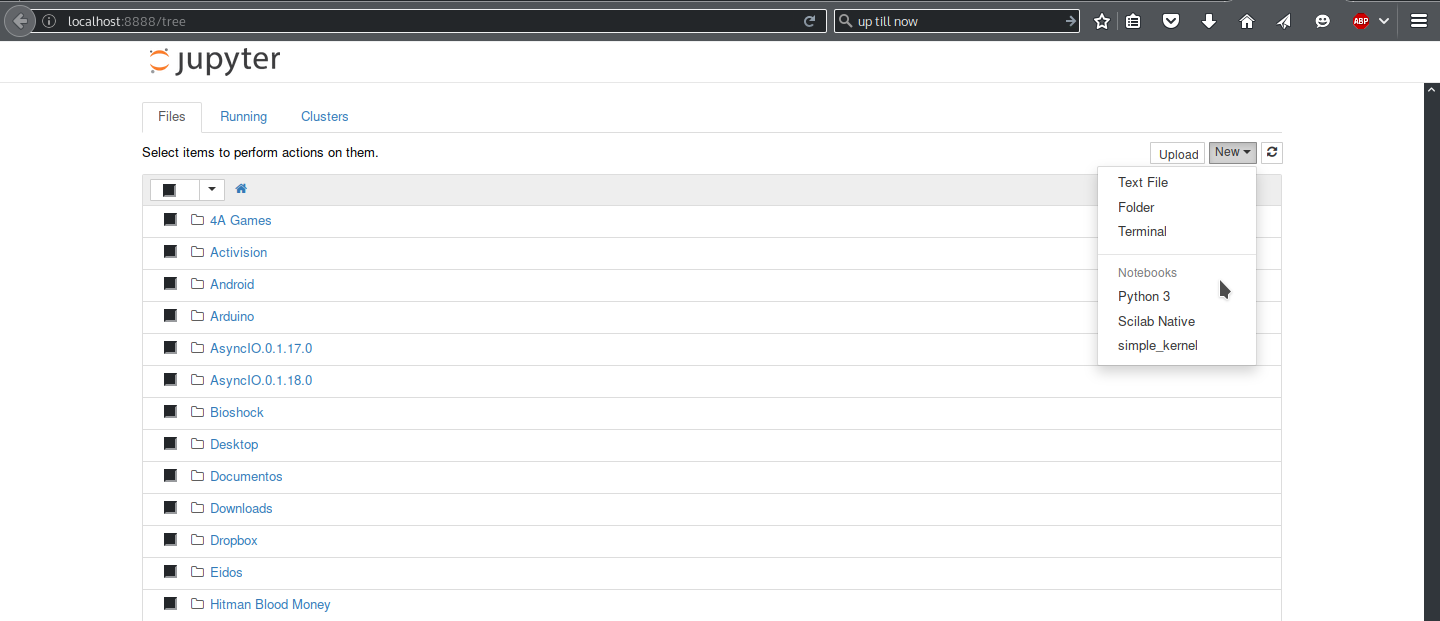 localhost:8888/tree
up till now
ABP
jupyter
Files Running Clusters
Select items to perform actions on them.
Upload New
Text File
Folder
Terminal
Notebooks
Python 3
Scilab Native
simple_kernel
4A Games
Activision
Android
Arduino
AsyncIO.0.1.17.0
AsyncIO.0.1.18.0
Bioshock
Desktop
Documentos
Downloads
Dropbox
Eidos
Hitman Blood Money